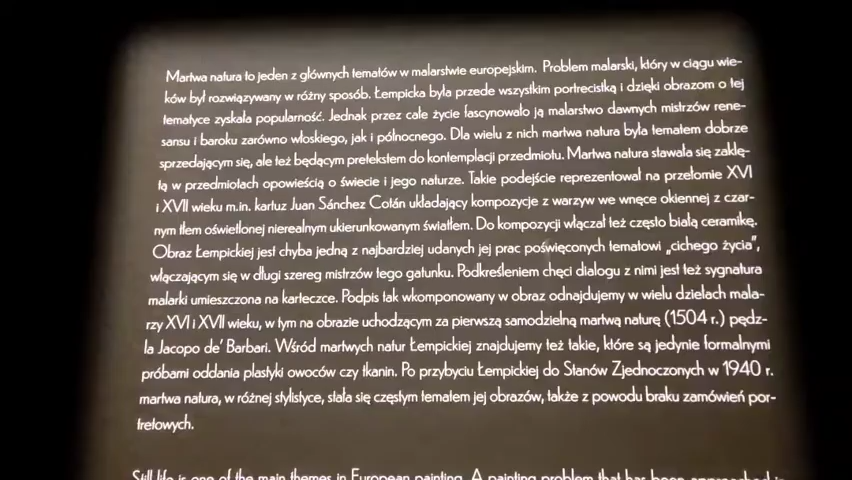 Martwa natura to jeden z głównych tematów w malarstwie europejskim. Problem malarski, który w ciągu wie-
ków był rozwiązywany w różny sposób. Łempicka była przede wszystkim portrecistką i dzięki obrazom o tej
tematyce zyskała popularność. Jednak przez całe życie fascynowało ją malarstwo dawnych mistrzów rene-
sansu i baroku zarówno włoskiego, jak i północnego. Dla wielu z nich martwa natura była tematem dobrze
sprzedającym się, ale też będącym pretekstem do kontemplacji przedmiotu. Martwa natura stawała się zaklę-
tą w przedmiotach opowieścią o świecie i jego naturze. Takie podejście reprezentował na przełomie XVI
i XVII wieku m.in. kartuz Juan Sánchez Cotán układający kompozycje z warzyw we wnęce okiennej z czar-
nym tłem oświetlonej nierealnym ukierunkowanym światłem. Do kompozycji włączał też często białą ceramikę.
Obraz Łempickiej jest chyba jedną z najbardziej udanych jej prac poświęconych tematowi „cichego życia”,
włączającym się w długi szereg mistrzów tego gatunku. Podkreśleniem chęci dialogu z nimi jest też sygnatura
malarki umieszczona na karteczce. Podpis tak wkomponowany w obraz odnajdujemy w wielu dziełach mala-
rzy XVI i XVII wieku, w tym na obrazie uchodzącym za pierwszą samodzielną martwą naturę (1504 r.) pędz-
la Jacopo de’ Barbari. Wśród martwych natur Łempickiej znajdujemy też takie, które są jedynie formalnymi
próbami oddania plastyki owoców czy tkanin. Po przybyciu Łempickiej do Stanów Zjednoczonych w 1940 r.
martwa natura, w różnej stylistyce, stała się częstym tematem jej obrazów, także z powodu braku zamówień por-
tretowych.
Still life is one of the main themes in European painting. A painting problem that has been approached in